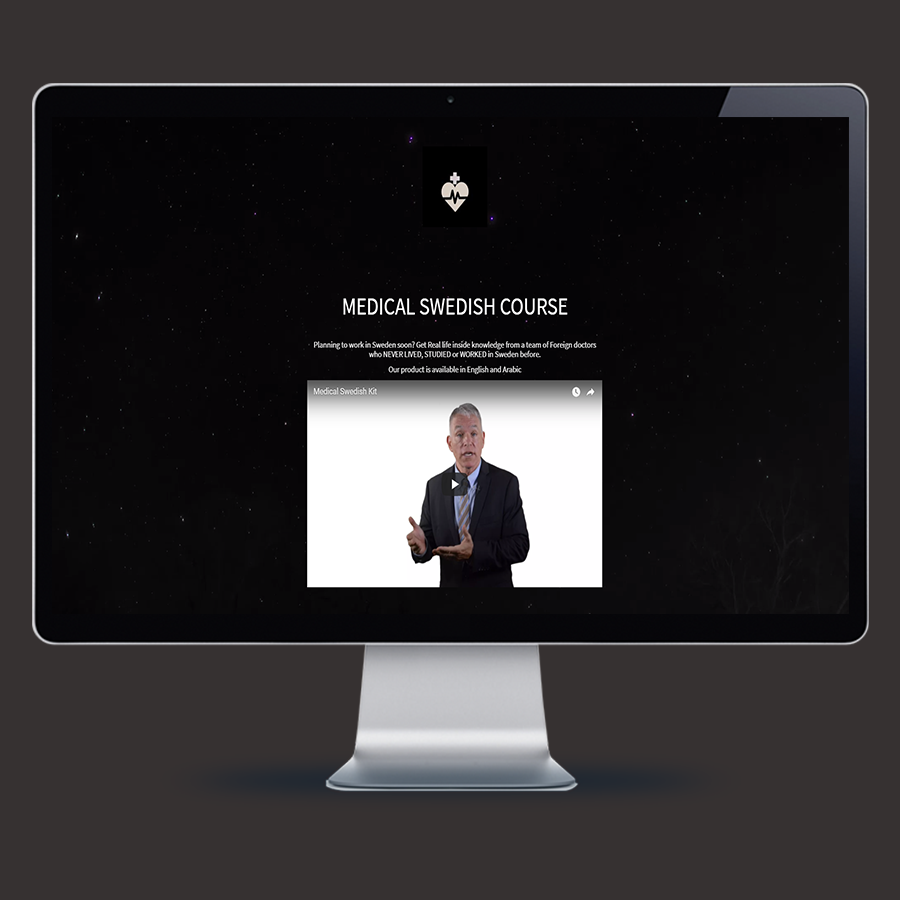 MEDICAL SWEDISH COURSE
Planning to work in Sweden soon? Get Real life inside knowledge from a team of Foreign doctors
who NEVER LIVED, STUDIED or WORKED in Sweden before.
Our product is available in English and Arabic
Medical Swedish Kit